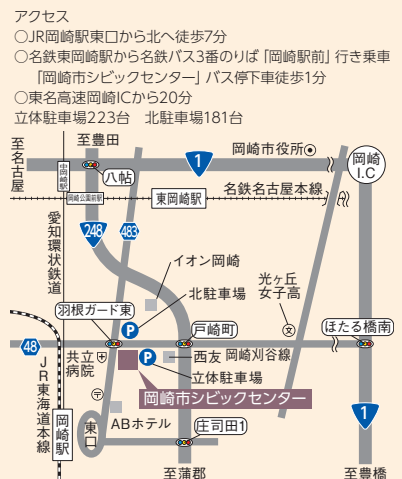 アクセス
○JR岡崎駅東口から北へ徒歩7分
○名鉄東岡崎駅から名鉄バス3番のりば「岡崎駅前」行き乗車
「岡崎市シビックセンター」バス停下車徒歩1分
○東名高速岡崎ICから20分
立体駐車場223台 北駐車場181台
至名古屋
至豊田
岡崎市役所
岡崎I.C
中岡崎駅
八帖
1
岡崎公園前駅
東岡崎駅
名鉄名古屋本線
愛知環状鉄道
248
483
イオン岡崎
北駐車場
光ヶ丘女子高
羽根ガード東
P
戸崎町
ほたる橋南
48
共立病院
P
西友
岡崎刈谷線
立体駐車場
JR東海道本線
岡崎市シビックセンター
岡崎駅
東口
ABホテル
庄司田1
1
至蒲郡
至豊橋